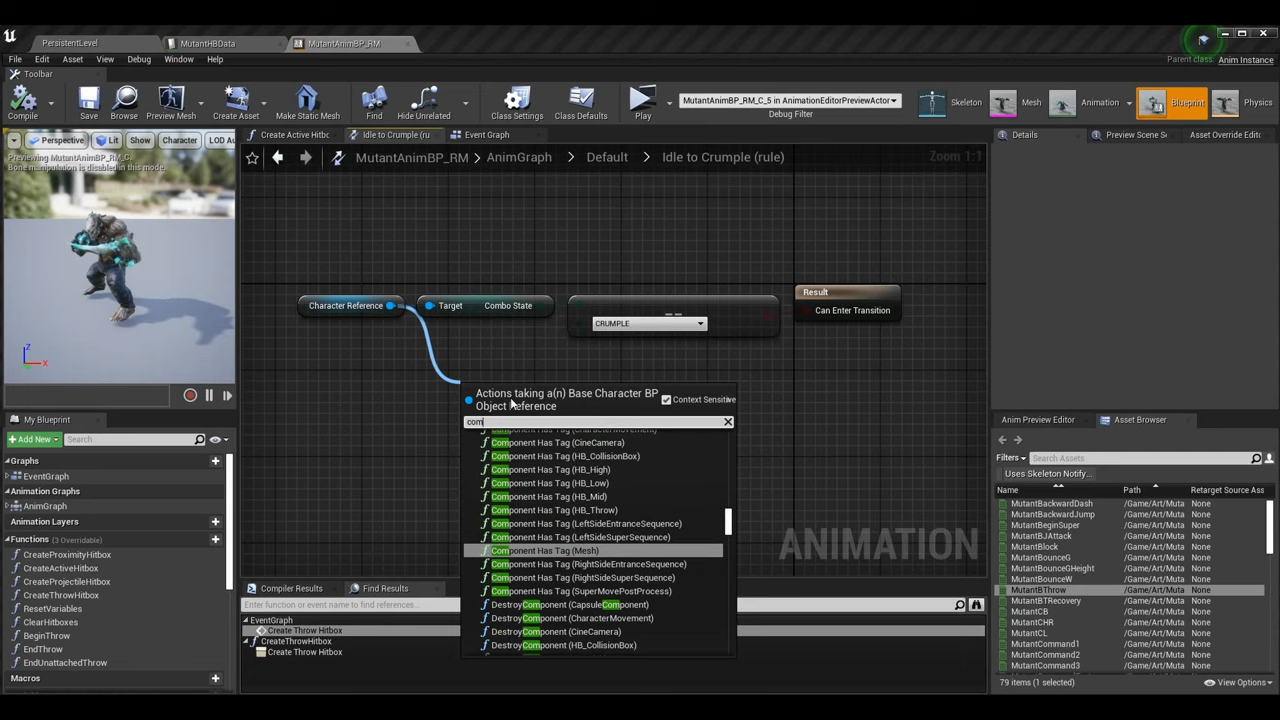 PersistentLevel
MutantHBData
MutantAnimBP_RM
File
Edit
Asset
View
Debug
Window
Help
Parent class:
Anim Instance
Toolbar
Compile
Save
Browse
Preview Mesh
Create Asset
Make Static Mesh
Find
Hide Unrelated
Class Settings
Class Defaults
Play
MutantAnimBP_RM_C_5 in AnimationEditorPreviewActor
Debug Filter
Skeleton
Mesh
Animation
Blueprint
Physics
Perspective
Lit
Show
Character
LOD Au
Previewing MutantAnimBP_RM_C.
Bone manipulation is disabled in this mode.
Z
X
Create Active Hitbc
Idle to Crumple (ru
Event Graph
MutantAnimBP_RM
AnimGraph
Default
Idle to Crumple (rule)
Zoom 1:1
Character Reference
Target
Combo State
==
CRUMPLE
Result
Can Enter Transition
Actions taking a(n) Base Character BP
Object Reference
Context Sensitive
com
Component Has Tag (CharacterMovement)
Component Has Tag (CineCamera)
Component Has Tag (HB_CollisionBox)
Component Has Tag (HB_High)
Component Has Tag (HB_Low)
Component Has Tag (HB_Mid)
Component Has Tag (HB_Throw)
Component Has Tag (LeftSideEntranceSequence)
Component Has Tag (LeftSideSuperSequence)
Component Has Tag (Mesh)
Component Has Tag (RightSideEntranceSequence)
Component Has Tag (RightSideSuperSequence)
Component Has Tag (SuperMovePostProcess)
DestroyComponent (CapsuleComponent)
DestroyComponent (CharacterMovement)
DestroyComponent (CineCamera)
DestroyComponent (HB_CollisionBox)
ANIMATION
My Blueprint
Add New
Search
Graphs
EventGraph
Animation Graphs
AnimGraph
Animation Layers
Functions (3 Overridable)
CreateProximityHitbox
CreateActiveHitbox
CreateProjectileHitbox
CreateThrowHitbox
ResetVariables
ClearHitboxes
BeginThrow
EndThrow
EndUnattachedThrow
Macros
Compiler Results
Find Results
Enter function or event name to find references...
EventGraph
Create Throw Hitbox
CreateThrowHitbox
Create Throw Hitbox
Details
Preview Scene S
Asset Override Edit
Anim Preview Editor
Asset Browser
Filters
Search Assets
Uses Skeleton Notify...
Name
Path
Retarget Source Ass
MutantBackwardDash /Game/Art/Muta None
MutantBackwardJump /Game/Art/Muta None
MutantBeginSuper /Game/Art/Muta None
MutantBJAttack /Game/Art/Muta None
MutantBlock /Game/Art/Muta None
MutantBounceG /Game/Art/Muta None
MutantBounceGHeight /Game/Art/Muta None
MutantBounceW /Game/Art/Muta None
MutantBThrow /Game/Art/Muta None
MutantBTRecovery /Game/Art/Muta None
MutantCB /Game/Art/Muta None
MutantCHR /Game/Art/Muta None
MutantCL /Game/Art/Muta None
MutantCommand1 /Game/Art/Muta None
MutantCommand2 /Game/Art/Muta None
MutantCommand3 /Game/Art/Muta None
79 items (1 selected)
View Options